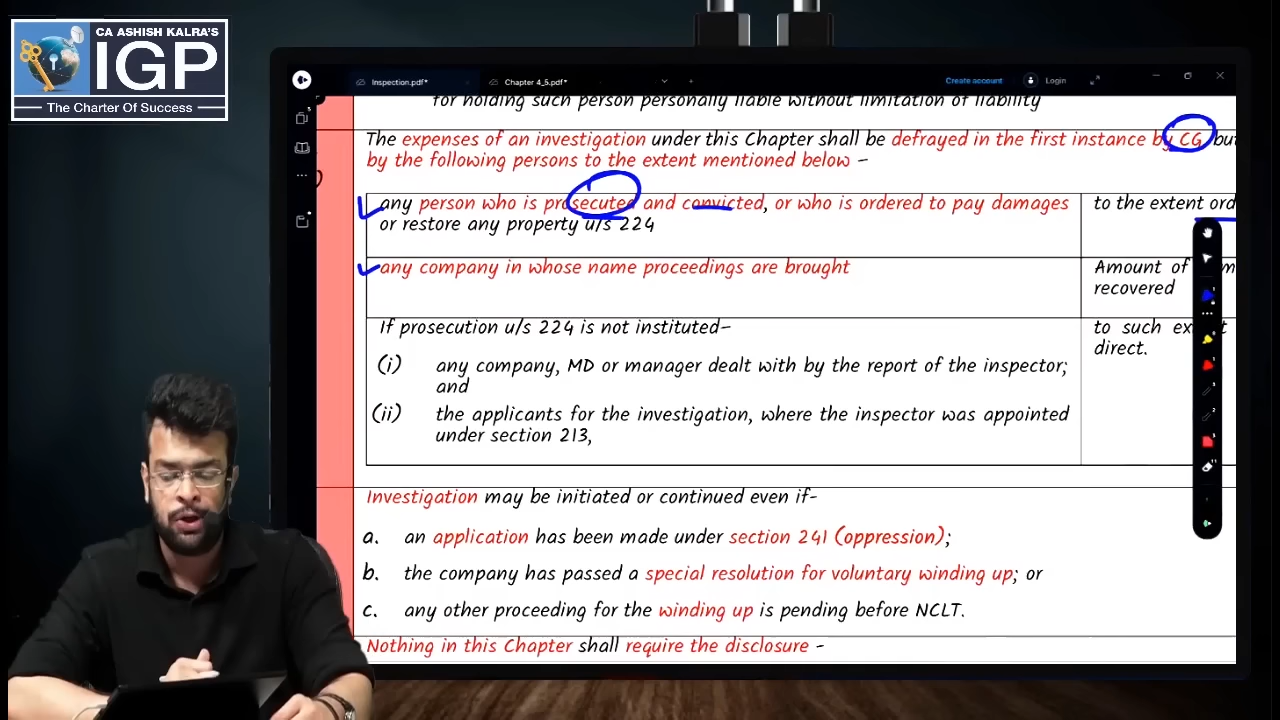 CA ASHISH KALRA'S
IGP
The Charter Of Success
Inspection.pdf*
Chapter 4_5.pdf*
Create account
Login
for holding such person personally liable without limitation of liability
The expenses of an investigation under this Chapter shall be defrayed in the first instance by CG, but
by the following persons to the extent mentioned below –
any person who is prosecuted and convicted, or who is ordered to pay damages
or restore any property u/s 224
to the extent ord
any company in whose name proceedings are brought
Amount of
recovered
If prosecution u/s 224 is not instituted–
(i) any company, MD or manager dealt with by the report of the inspector;
and
(ii) the applicants for the investigation, where the inspector was appointed
under section 213,
to such
direct.
Investigation may be initiated or continued even if-
a. an application has been made under section 241 (oppression);
b. the company has passed a special resolution for voluntary winding up; or
c. any other proceeding for the winding up is pending before NCLT.
Nothing in this Chapter shall require the disclosure -